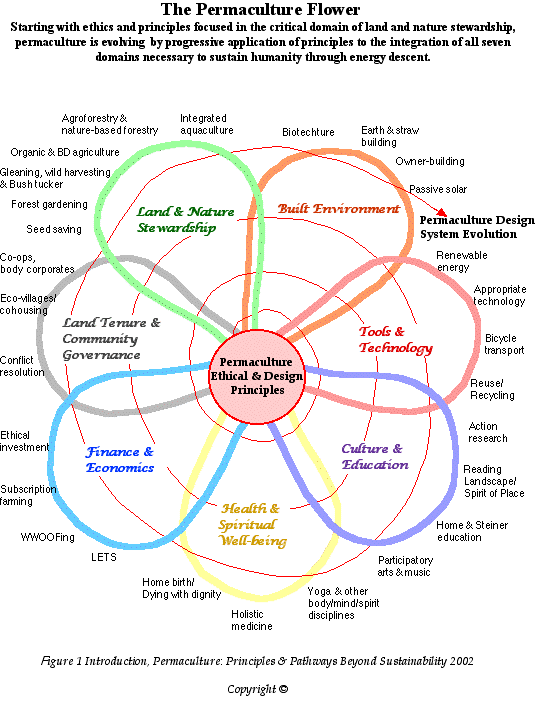 The Permaculture Flower
Starting with ethics and principles focused in the critical domain of land and nature stewardship,
permaculture is evolving by progressive application of principles to the integration of all seven
domains necessary to sustain humanity through energy descent.
Agroforestry &
nature-based forestry
Integrated
aquaculture
Organic & BD agriculture
Gleaning, wild harvesting
& Bush tucker
Forest gardening
Seed saving
Land & Nature
Stewardship
Biotechture
Earth & straw
building
Owner-building
Passive solar
Built Environment
Permaculture Design
System Evolution
Renewable
energy
Appropriate
technology
Bicycle
transport
Reuse/
Recycling
Tools &
Technology
Co-ops,
body corporates
Eco-villages/
cohousing
Conflict
resolution
Land Tenure &
Community
Governance
Permaculture
Ethical & Design
Principles
Ethical
investment
Subscription
farming
WWOOFing
LETS
Finance &
Economics
Culture &
Education
Action
research
Reading
Landscape/
Spirit of Place
Home & Steiner
education
Participatory
arts & music
Health &
Spiritual
Well-being
Home birth/
Dying with dignity
Holistic
medicine
Yoga & other
body/mind/spirit
disciplines
Figure 1 Introduction, Permaculture: Principles & Pathways Beyond Sustainability 2002
Copyright ©